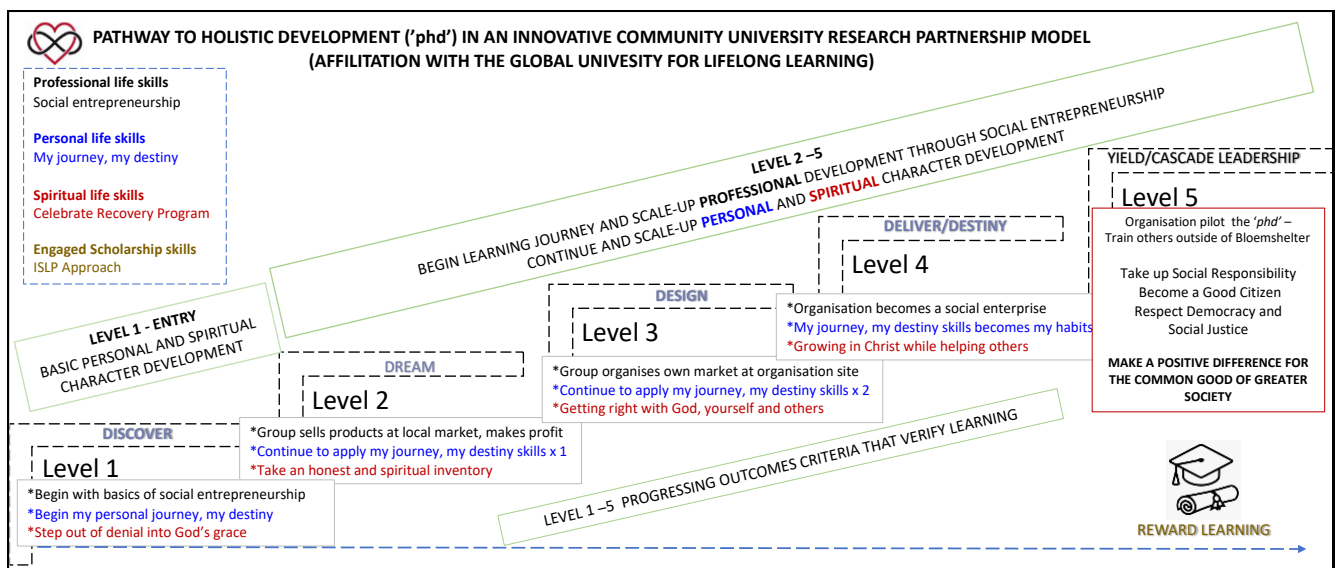 PATHWAY TO HOLISTIC DEVELOPMENT ('phd') IN AN INNOVATIVE COMMUNITY UNIVERSITY RESEARCH PARTNERSHIP MODEL
(AFFILITATION WITH THE GLOBAL UNIVESITY FOR LIFELONG LEARNING)
Professional life skills
Social entrepreneurship
Personal life skills
My journey, my destiny
Spiritual life skills
Celebrate Recovery Program
Engaged Scholarship skills
ISLP Approach
LEVEL 1 - ENTRY
BASIC PERSONAL AND SPIRITUAL
CHARACTER DEVELOPMENT
LEVEL 2 –5
BEGIN LEARNING JOURNEY AND SCALE-UP PROFESSIONAL DEVELOPMENT THROUGH SOCIAL ENTREPRENEURSHIP
CONTINUE AND SCALE-UP PERSONAL AND SPIRITUAL CHARACTER DEVELOPMENT
DISCOVER
Level 1
*Begin with basics of social entrepreneurship
*Begin my personal journey, my destiny
*Step out of denial into God's grace
DREAM
Level 2
*Group sells products at local market, makes profit
*Continue to apply my journey, my destiny skills x 1
*Take an honest and spiritual inventory
DESIGN
Level 3
*Group organises own market at organisation site
*Continue to apply my journey, my destiny skills x 2
*Getting right with God, yourself and others
DELIVER/DESTINY
Level 4
*Organisation becomes a social enterprise
*My journey, my destiny skills becomes my habits
*Growing in Christ while helping others
YIELD/CASCADE LEADERSHIP
Level 5
Organisation pilot the 'phd' –
Train others outside of Bloemshelter
Take up Social Responsibility
Become a Good Citizen
Respect Democracy and
Social Justice
MAKE A POSITIVE DIFFERENCE FOR
THE COMMON GOOD OF GREATER
SOCIETY
LEVEL 1 –5 PROGRESSING OUTCOMES CRITERIA THAT VERIFY LEARNING
REWARD LEARNING